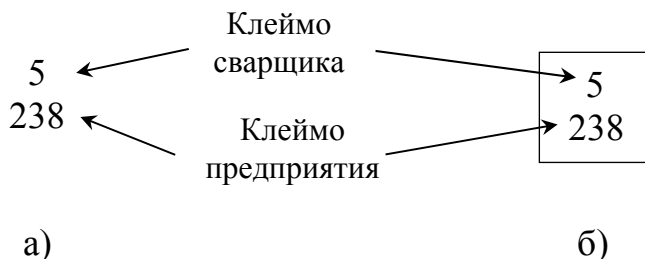 Клеймо
сварщика
5
5
238
238
Клеймо
предприятия
а)
б)